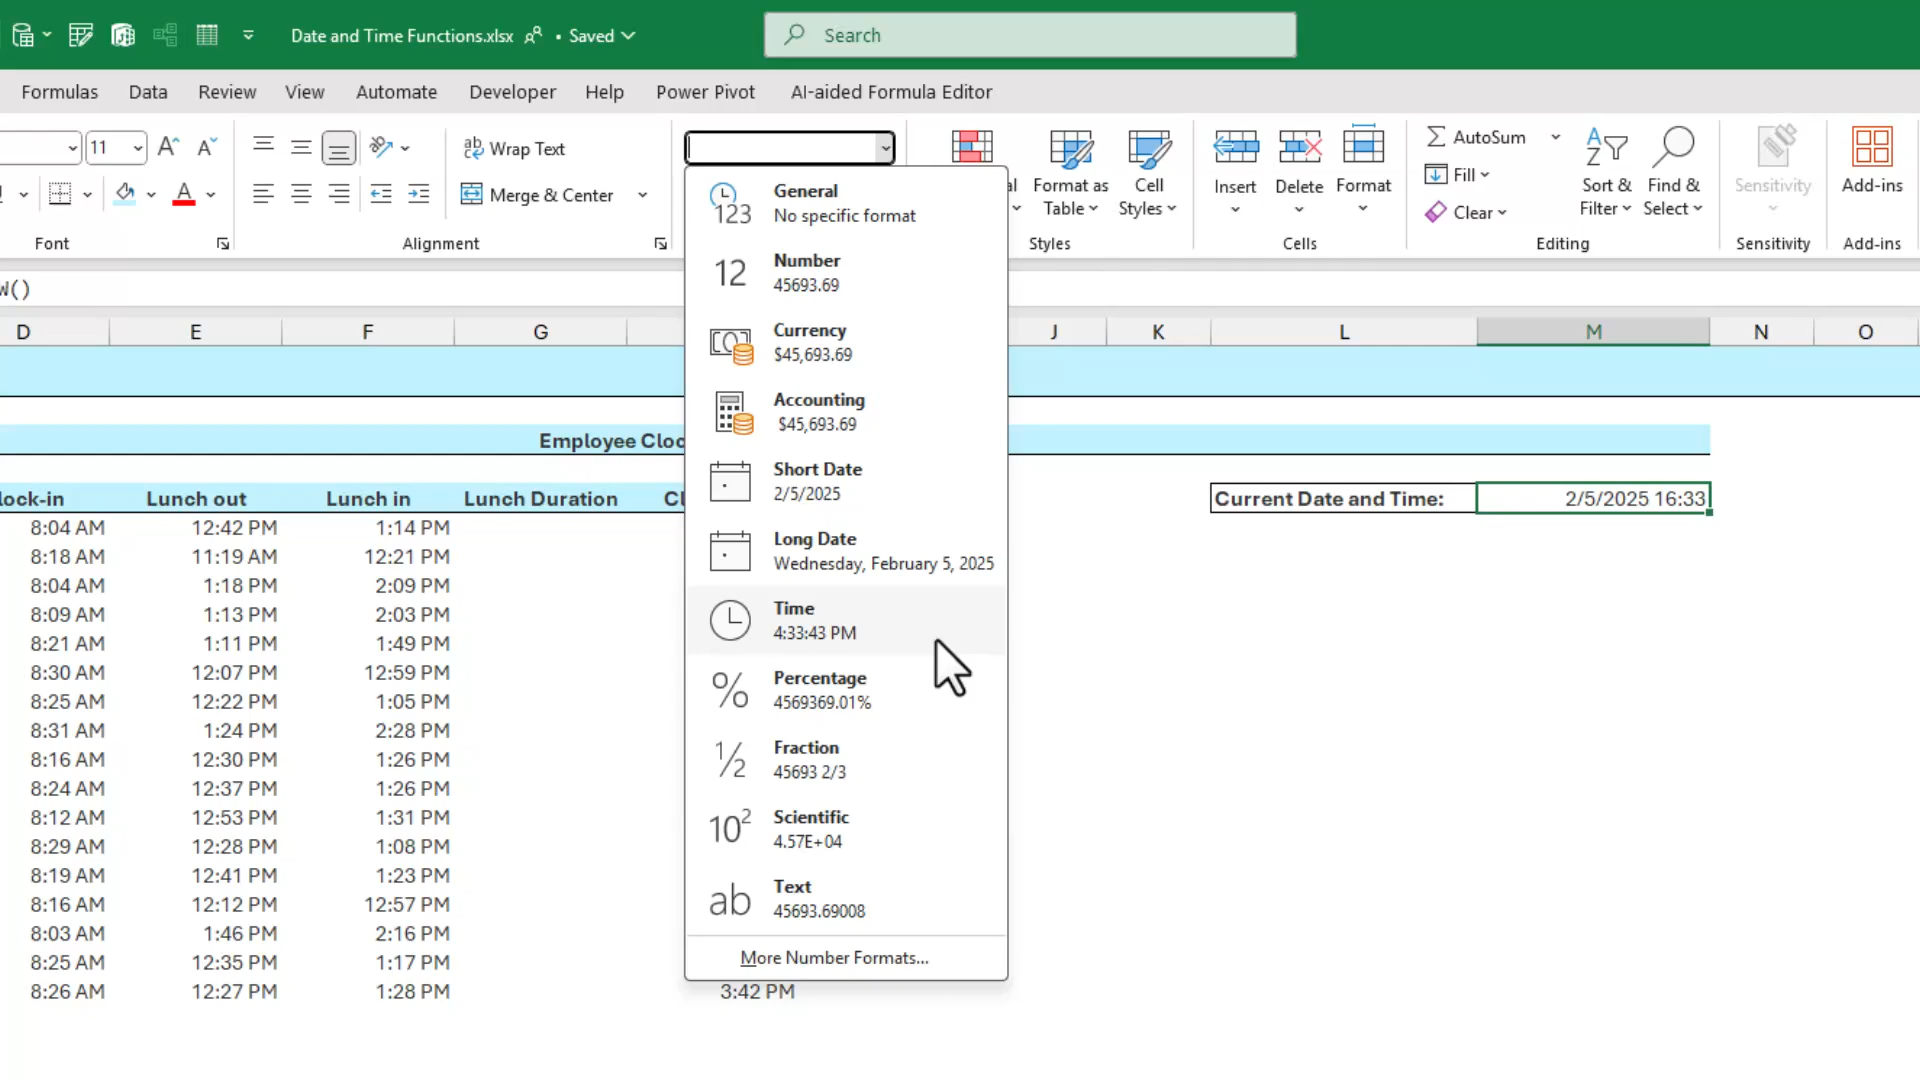 Date and Time Functions.xlsx • Saved
Search
Formulas Data Review View Automate Developer Help Power Pivot AI-aided Formula Editor
11
Wrap Text
Merge & Center
Font
Alignment
Format as Table
Cell Styles
Styles
Insert
Delete
Format
Cells
AutoSum
Fill
Clear
Sort & Filter
Find & Select
Editing
Sensitivity
Sensitivity
Add-ins
Add-ins
General
No specific format
Number
45693.69
Currency
$45,693.69
Accounting
$45,693.69
Short Date
2/5/2025
Long Date
Wednesday, February 5, 2025
Time
4:33:43 PM
Percentage
4569369.01%
Fraction
45693 2/3
Scientific
4.57E+04
Text
45693.69008
More Number Formats...
W()
D E F G J K L M N O
Employee Cloc
lock-in Lunch out Lunch in Lunch Duration Cl
Current Date and Time: 2/5/2025 16:33
8:04 AM 12:42 PM 1:14 PM
8:18 AM 11:19 AM 12:21 PM
8:04 AM 1:18 PM 2:09 PM
8:09 AM 1:13 PM 2:03 PM
8:21 AM 1:11 PM 1:49 PM
8:30 AM 12:07 PM 12:59 PM
8:25 AM 12:22 PM 1:05 PM
8:31 AM 1:24 PM 2:28 PM
8:16 AM 12:30 PM 1:26 PM
8:24 AM 12:37 PM 1:26 PM
8:12 AM 12:53 PM 1:31 PM
8:29 AM 12:28 PM 1:08 PM
8:19 AM 12:41 PM 1:23 PM
8:16 AM 12:12 PM 12:57 PM
8:03 AM 1:46 PM 2:16 PM
8:25 AM 12:35 PM 1:17 PM
8:26 AM 12:27 PM 1:28 PM 3:42 PM